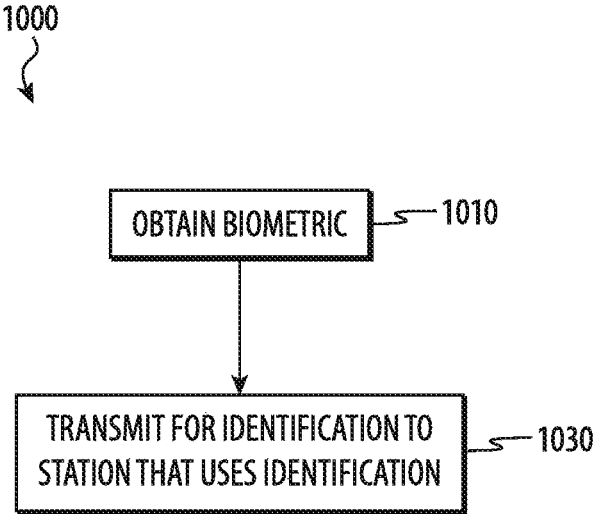 1000
OBTAIN BIOMETRIC
1010
TRANSMIT FOR IDENTIFICATION TO
STATION THAT USES IDENTIFICATION
1030